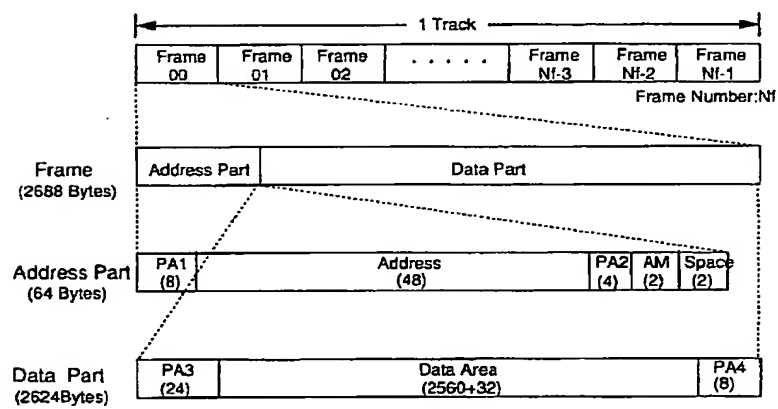 1 Track
Frame 00 Frame 01 Frame 02 · · · · · Frame Nf-3 Frame Nf-2 Frame Nf-1
Frame Number:Nf
Frame (2688 Bytes) Address Part Data Part
Address Part (64 Bytes) PA1 (8) Address (48) PA2 (4) AM (2) Space (2)
Data Part (2624Bytes) PA3 (24) Data Area (2560+32) PA4 (8)